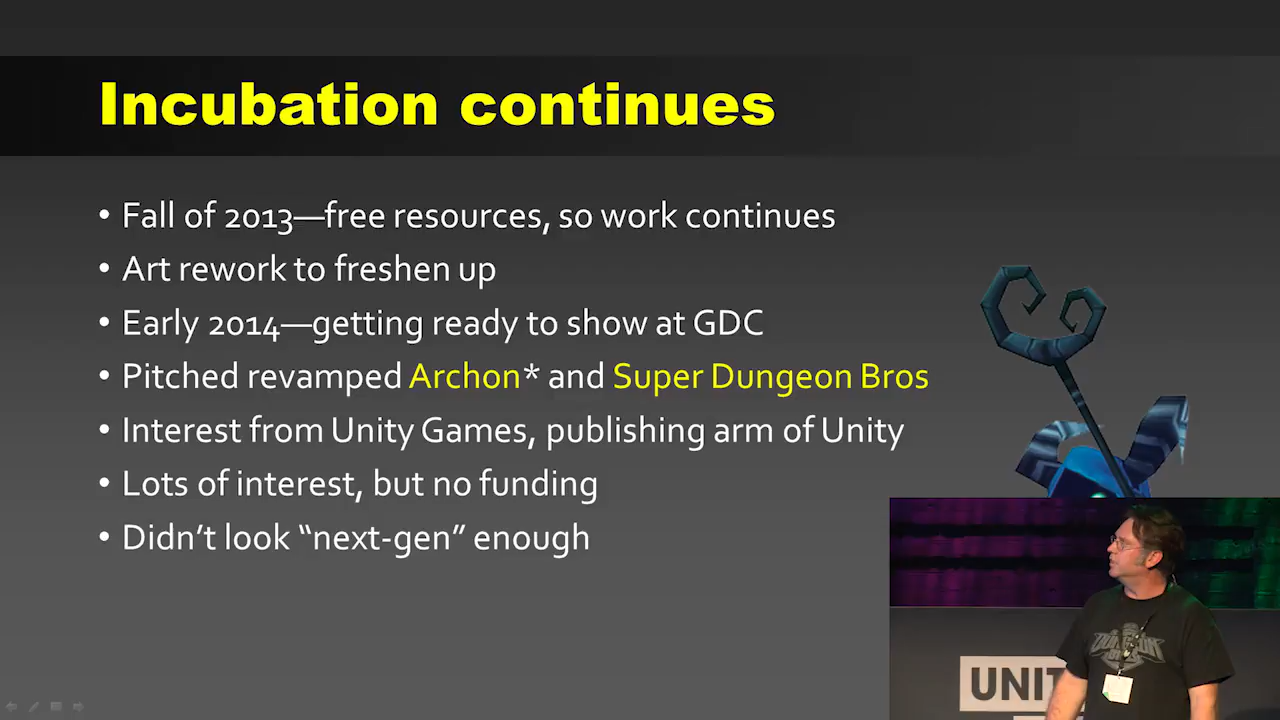 Incubation continues
• Fall of 2013—free resources, so work continues
• Art rework to freshen up
• Early 2014—getting ready to show at GDC
• Pitched revamped Archon* and Super Dungeon Bros
• Interest from Unity Games, publishing arm of Unity
• Lots of interest, but no funding
• Didn’t look “next-gen” enough
DUNGEON
UNIT